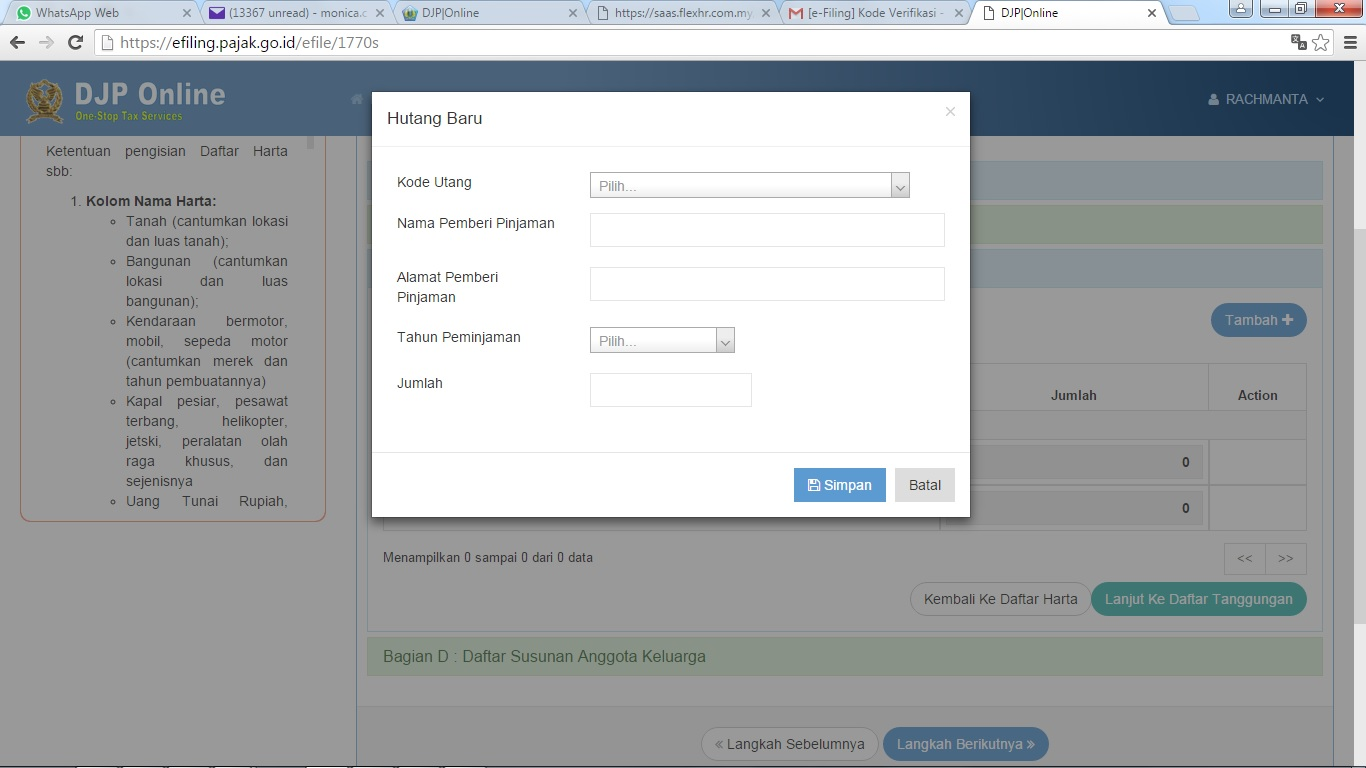 WhatsApp Web
(13367 unread) - monica.c
DJP|Online
https://saas.flexhr.com.my
[e-Filing] Kode Verifikasi -
DJP|Online
https://efiling.pajak.go.id/efile/1770s
DJP Online
One-Stop Tax Services
RACHMANTA
Ketentuan pengisian Daftar Harta
sbb:
1. Kolom Nama Harta:
Tanah (cantumkan lokasi
dan luas tanah);
Bangunan (cantumkan
lokasi dan luas
bangunan);
Kendaraan bermotor,
mobil, sepeda motor
(cantumkan merek dan
tahun pembuatannya)
Kapal pesiar, pesawat
terbang, helikopter,
jetski, peralatan olah
raga khusus, dan
sejenisnya
Uang Tunai Rupiah,
Hutang Baru
×
Kode Utang
Pilih...
Nama Pemberi Pinjaman
Alamat Pemberi
Pinjaman
Tahun Peminjaman
Pilih...
Jumlah
Simpan
Batal
Tambah +
Jumlah
Action
0
0
Menampilkan 0 sampai 0 dari 0 data
<<
>>
Kembali Ke Daftar Harta
Lanjut Ke Daftar Tanggungan
Bagian D : Daftar Susunan Anggota Keluarga
« Langkah Sebelumnya
Langkah Berikutnya »